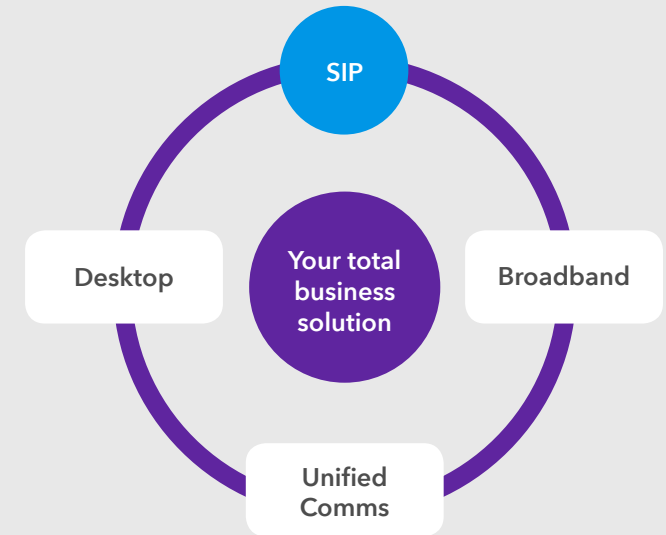 SIP
Desktop
Your total
business
solution
Broadband
Unified
Comms